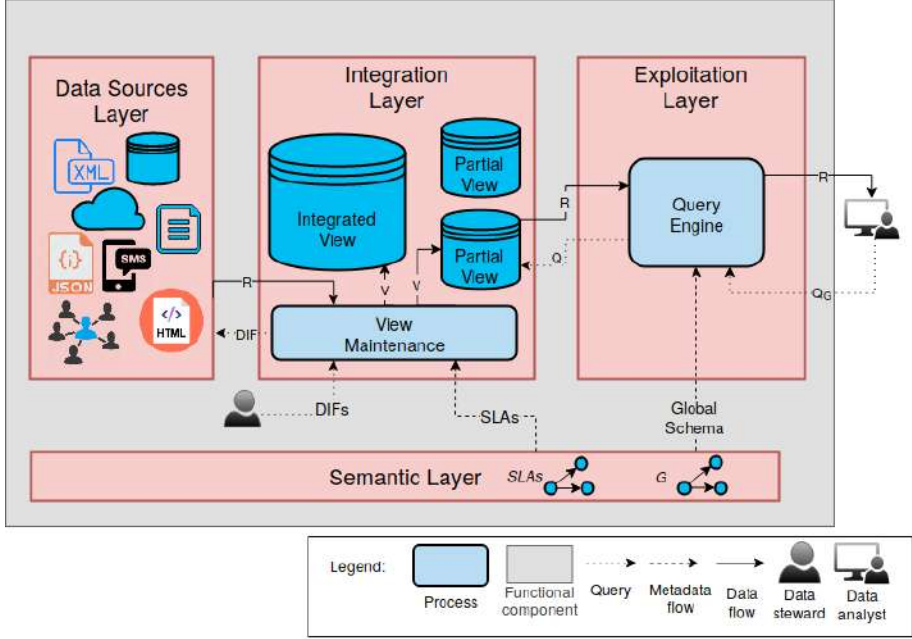 Data Sources
Layer
XML
{i}
JSON
SMS
</>
HTML
Integration
Layer
Integrated
View
Partial
View
Partial
View
View
Maintenance
Exploitation
Layer
Query
Engine
R
DIF
V
V
R
Q
R
QG
DIFs
SLAs
Global
Schema
Semantic Layer
SLAs
G
Legend:
Process
Functional
component
Query
Metadata
flow
Data
flow
Data
steward
Data
analyst